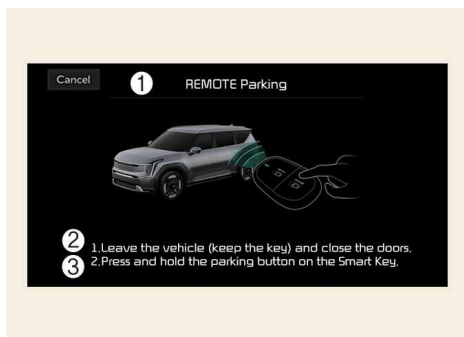 Cancel
1 REMOTE Parking
2 1.Leave the vehicle (keep the key) and close the doors.
3 2.Press and hold the parking button on the Smart Key.